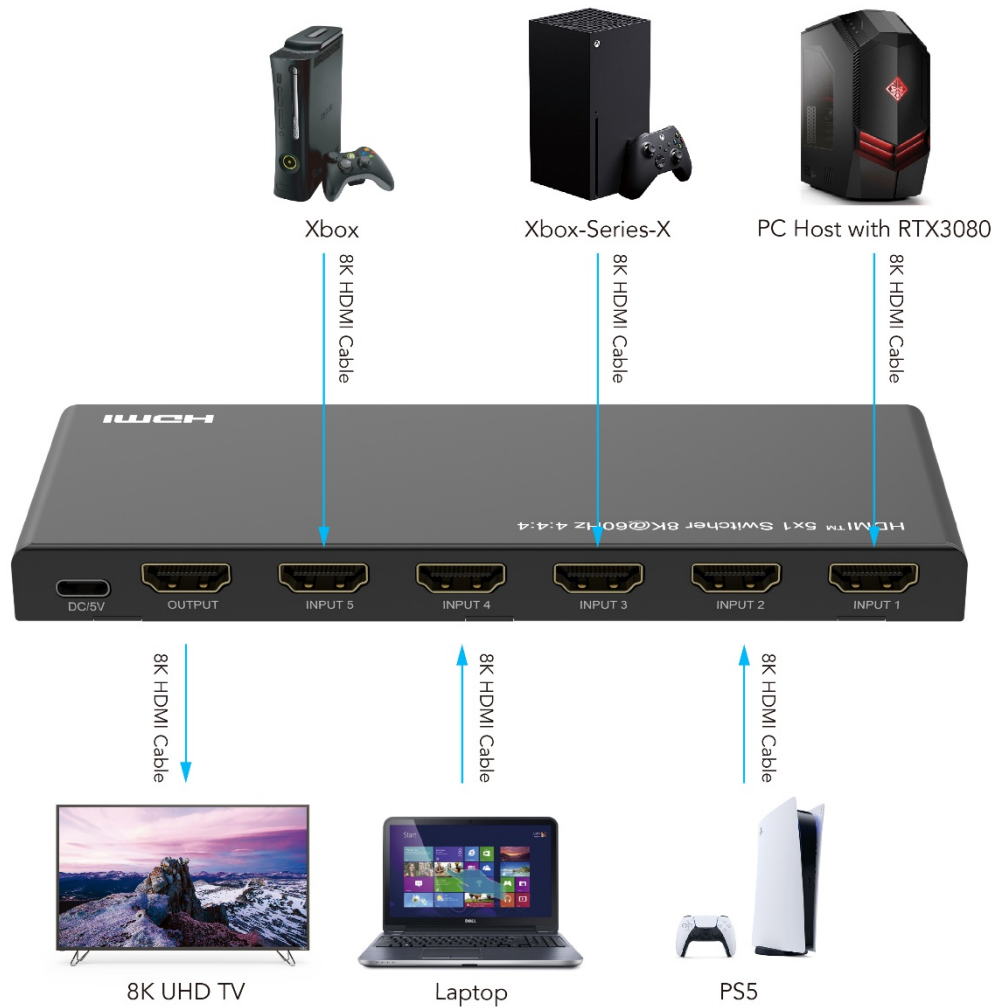 Xbox
Xbox-Series-X
PC Host with RTX3080
8K HDMI Cable
8K HDMI Cable
8K HDMI Cable
HDMI
HDMI™ 5x1 Switcher 8K@60Hz 4:4:4
DC/5V
OUTPUT
INPUT 5
INPUT 4
INPUT 3
INPUT 2
INPUT 1
8K HDMI Cable
8K HDMI Cable
8K HDMI Cable
Start
DELL
8K UHD TV
Laptop
PS5